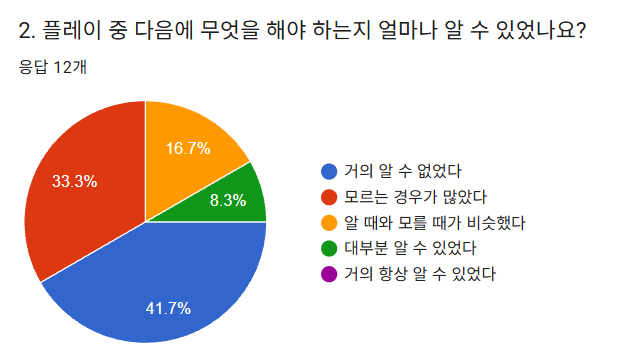 2. 플레이 중 다음에 무엇을 해야 하는지 얼마나 알 수 있었나요?
응답 12개
16.7%
33.3%
8.3%
41.7%
거의 알 수 없었다
모르는 경우가 많았다
알 때와 모를 때가 비슷했다
대부분 알 수 있었다
거의 항상 알 수 있었다